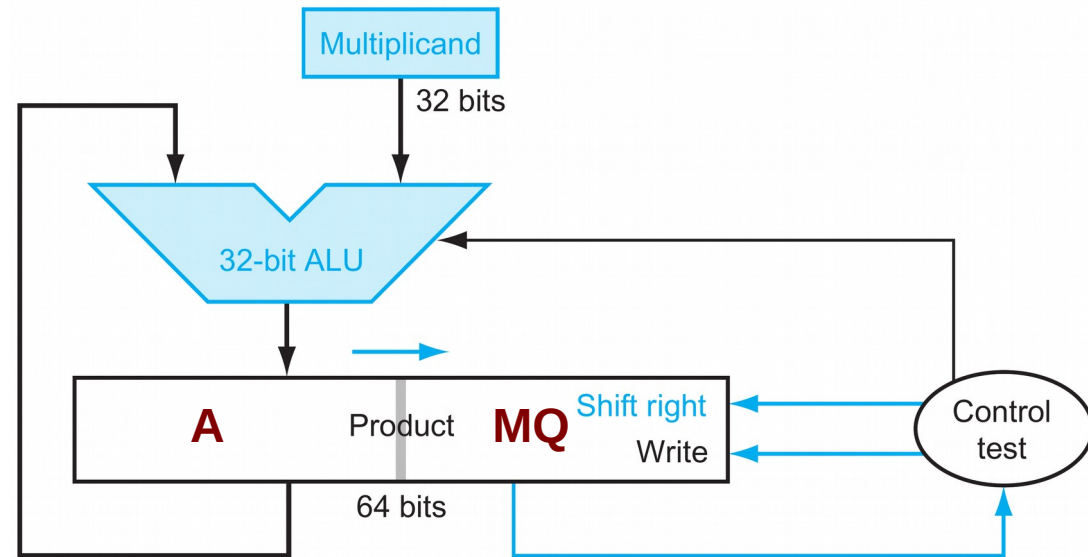 Multiplicand
32 bits
32-bit ALU
A
Product
MQ
Shift right
Write
64 bits
Control
test